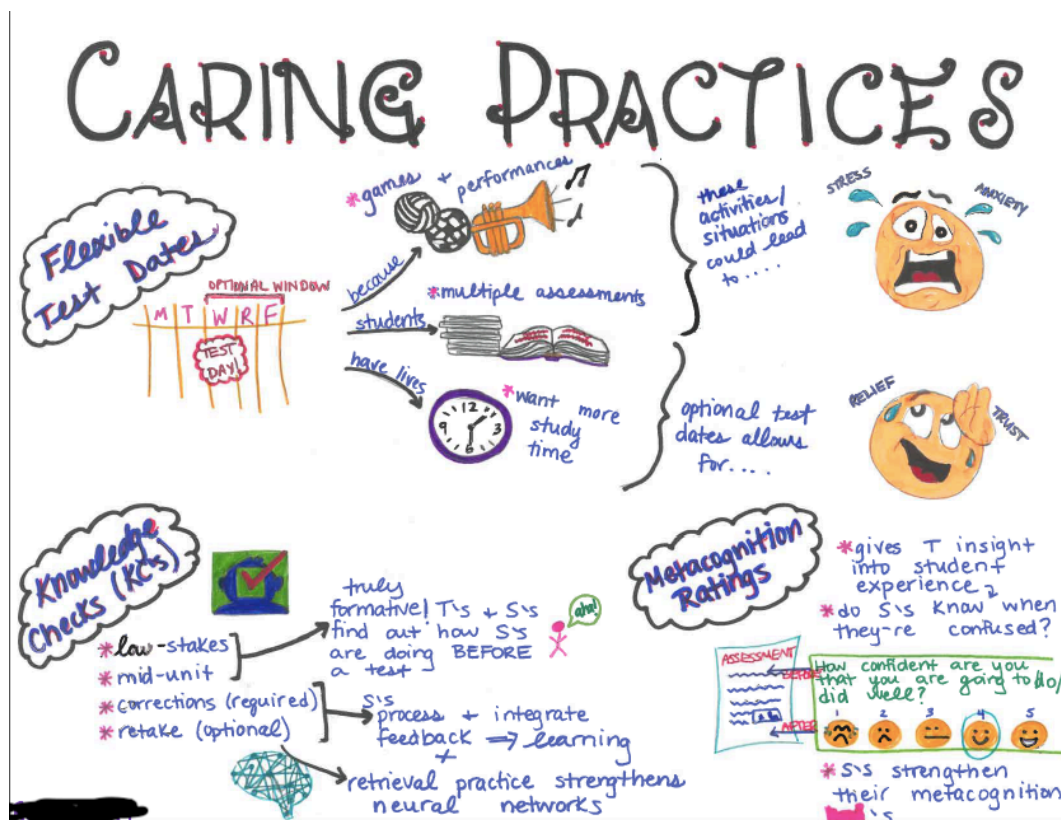 CARING PRACTICES
Flexible
Test Dates
OPTIONAL WINDOW
M T W R F
TEST
DAY!
because
students
have lives
*games + performances
*multiple assessments
12
3
6
9
*want more
study
time
these
activities/
situations
could lead
to....
STRESS
ANXIETY
optional test
dates allows
for....
RELIEF
TRUST
Knowledge
Checks (KC's)
*low-stakes
*mid-unit
*corrections (required)
*retake (optional)
truly
formative! T's + S's
find out how S's
are doing BEFORE
a test
aha!
S's
process + integrate
feedback ⇒ learning
+
retrieval practice strengthens
neural networks
Metacognition
Ratings
*gives T insight
into student
experience
*do S's know when
they're confused?
ASSESSMENT
BEFORE
AFTER
How confident are you
that you are going to do/
did well?
1 2 3 4 5
*S's strengthen
their metacognition